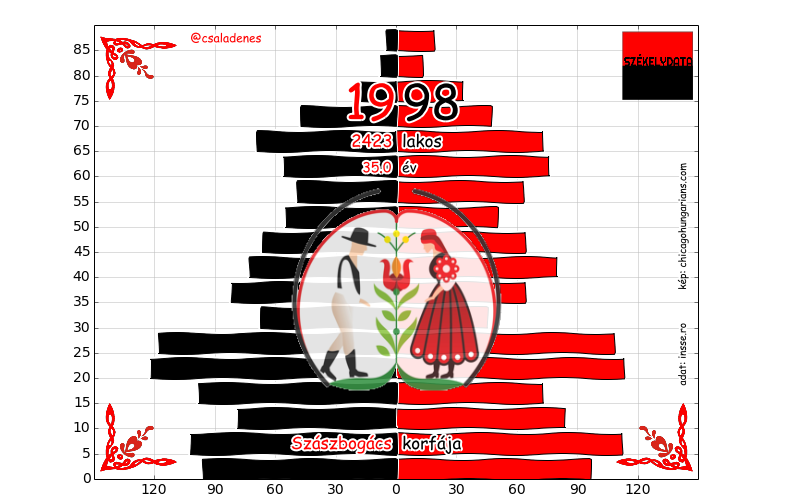 @csaladenes
SZÉKELYDATA
1998
2423 lakos
35.0 év
kép: chicagohungarians.com
adat: insse.ro
Szászbogács korfája
85
80
75
70
65
60
55
50
45
40
35
30
25
20
15
10
5
0
120 90 60 30 0 30 60 90 120